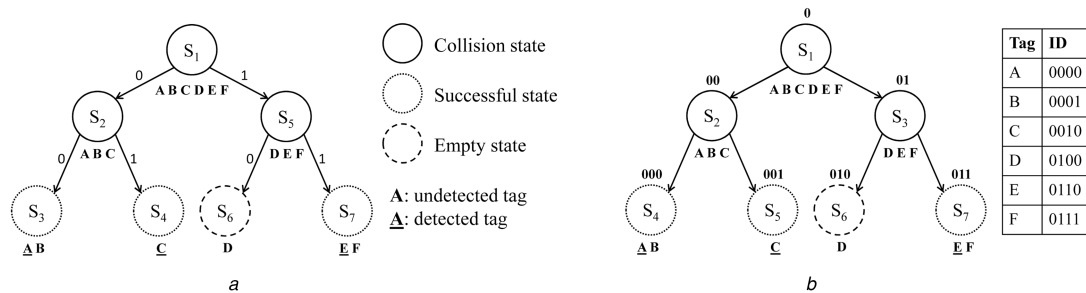 S1
0
1
A B C D E F
S2
S5
A B C
D E F
0
1
0
1
S3
S4
S6
S7
A B
C
D
E F
a
Collision state
Successful state
Empty state
A: undetected tag
A: detected tag
0
S1
00
01
A B C D E F
S2
S3
A B C
D E F
000
001
010
011
S4
S5
S6
S7
A B
C
D
E F
b
Tag ID
A 0000
B 0001
C 0010
D 0100
E 0110
F 0111